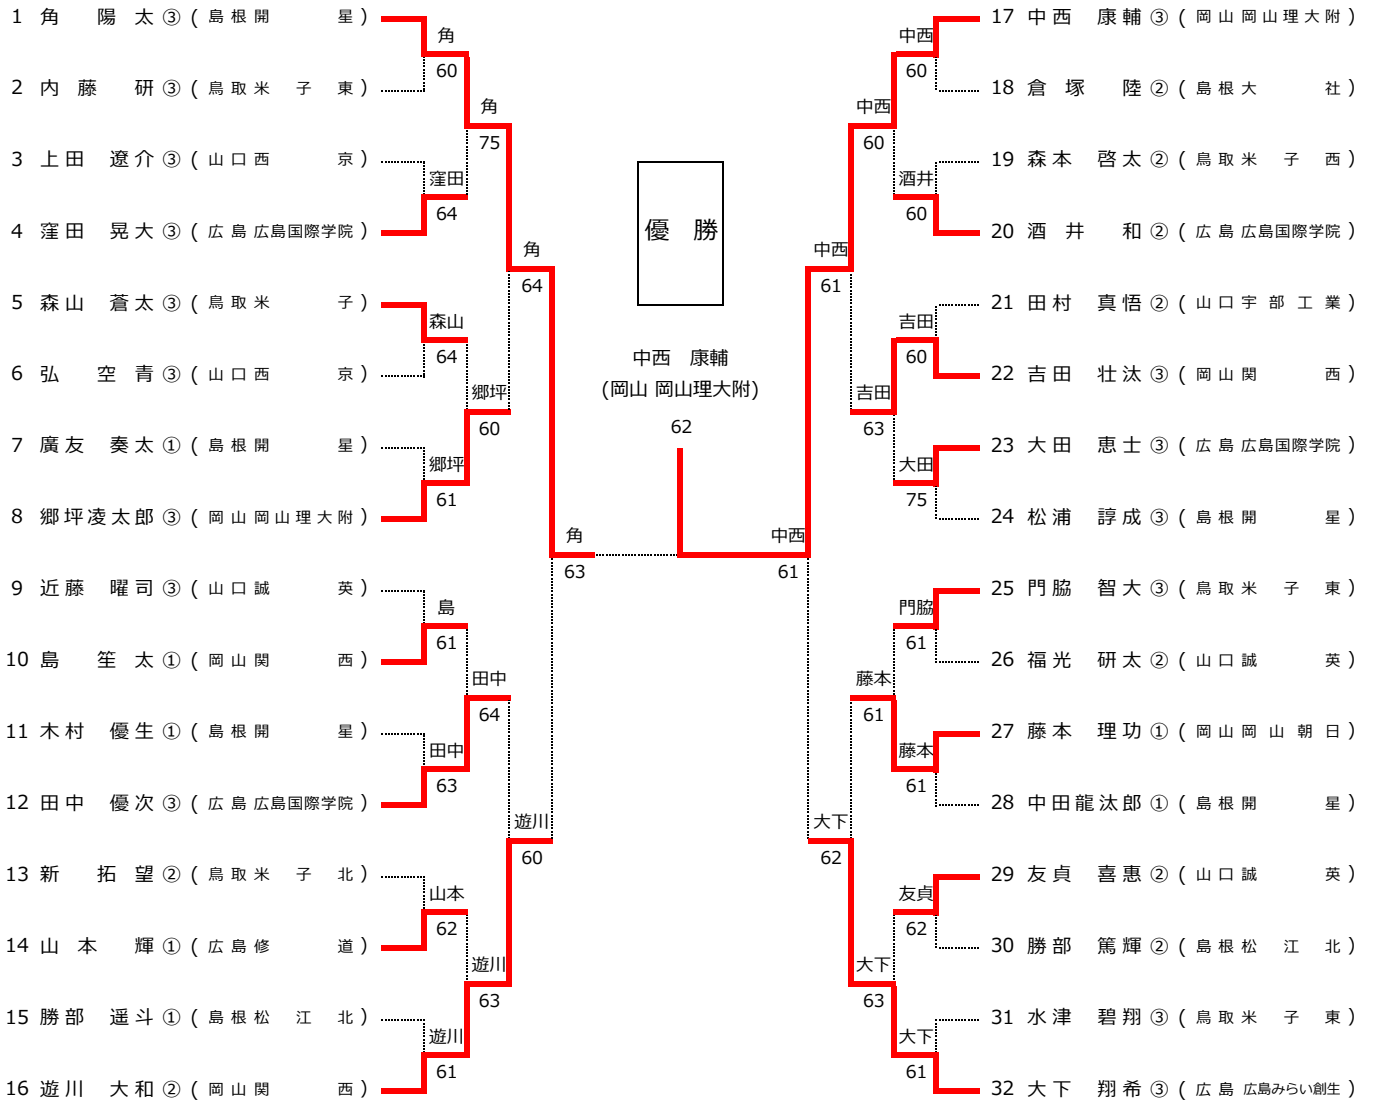 1 角 陽 太 ③ ( 島 根 開 星 )
角
60
2 内 藤 研 ③ ( 鳥 取 米 子 東 )
角
75
3 上 田 遼 介 ③ ( 山 口 西 京 )
窪田
64
4 窪 田 晃 大 ③ ( 広 島 広島国際学院 )
角
64
5 森 山 蒼 太 ③ ( 鳥 取 米 子 )
森山
64
6 弘 空 青 ③ ( 山 口 西 京 )
郷坪
60
7 廣 友 奏 太 ① ( 島 根 開 星 )
郷坪
61
8 郷坪凌太郎 ③ ( 岡 山 岡 山 理 大 附 )
角
63
9 近 藤 曜 司 ③ ( 山 口 誠 英 )
島
61
10 島 笙 太 ① ( 岡 山 関 西 )
田中
64
11 木 村 優 生 ① ( 島 根 開 星 )
田中
63
12 田 中 優 次 ③ ( 広 島 広島国際学院 )
遊川
60
13 新 拓 望 ② ( 鳥 取 米 子 北 )
山本
62
14 山 本 輝 ① ( 広 島 修 道 )
遊川
63
15 勝 部 遥 斗 ① ( 島 根 松 江 北 )
遊川
61
16 遊 川 大 和 ② ( 岡 山 関 西 )
優 勝
中西 康輔
(岡山 岡山理大附)
62
17 中 西 康 輔 ③ ( 岡 山 岡 山 理 大 附 )
中西
60
18 倉 塚 陸 ② ( 島 根 大 社 )
中西
60
19 森 本 啓 太 ② ( 鳥 取 米 子 西 )
酒井
60
20 酒 井 和 ② ( 広 島 広島国際学院 )
中西
61
21 田 村 真 悟 ② ( 山 口 宇 部 工 業 )
吉田
60
22 吉 田 壮 汰 ③ ( 岡 山 関 西 )
吉田
63
23 大 田 恵 士 ③ ( 広 島 広島国際学院 )
大田
75
24 松 浦 諄 成 ③ ( 島 根 開 星 )
中西
61
25 門 脇 智 大 ③ ( 鳥 取 米 子 東 )
門脇
61
26 福 光 研 太 ② ( 山 口 誠 英 )
藤本
61
27 藤 本 理 功 ① ( 岡 山 岡 山 朝 日 )
藤本
61
28 中田龍汰郎 ① ( 島 根 開 星 )
大下
62
29 友 貞 喜 惠 ② ( 山 口 誠 英 )
友貞
62
30 勝 部 篤 輝 ② ( 島 根 松 江 北 )
大下
63
31 水 津 碧 翔 ③ ( 鳥 取 米 子 東 )
大下
61
32 大 下 翔 希 ③ ( 広 島 広島みらい創生 )